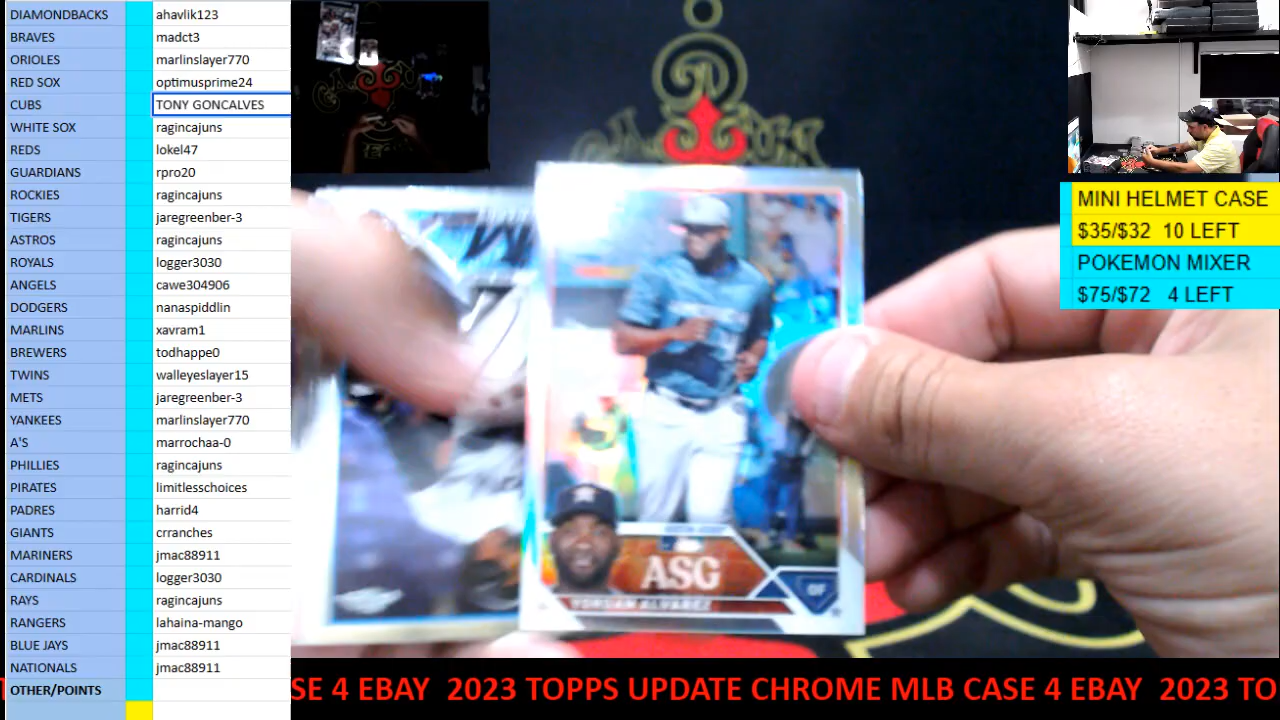 DIAMONDBACKS ahavlik123
BRAVES madct3
ORIOLES marlinslayer770
RED SOX optimusprime24
CUBS TONY GONCALVES
WHITE SOX ragincajuns
REDS lokel47
GUARDIANS rpro20
ROCKIES ragincajuns
TIGERS jaregreenber-3
ASTROS ragincajuns
ROYALS logger3030
ANGELS cawe304906
DODGERS nanaspiddlin
MARLINS xavram1
BREWERS todhappe0
TWINS walleyeslayer15
METS jaregreenber-3
YANKEES marlinslayer770
A'S marrochaa-0
PHILLIES ragincajuns
PIRATES limitlesschoices
PADRES harrid4
GIANTS crranches
MARINERS jmac88911
CARDINALS logger3030
RAYS ragincajuns
RANGERS lahaina-mango
BLUE JAYS jmac88911
NATIONALS jmac88911
OTHER/POINTS
MINI HELMET CASE
$35/$32 10 LEFT
POKEMON MIXER
$75/$72 4 LEFT
ASG
YORDAN ALVAREZ
OF
SE 4 EBAY 2023 TOPPS UPDATE CHROME MLB CASE 4 EBAY 2023 TO